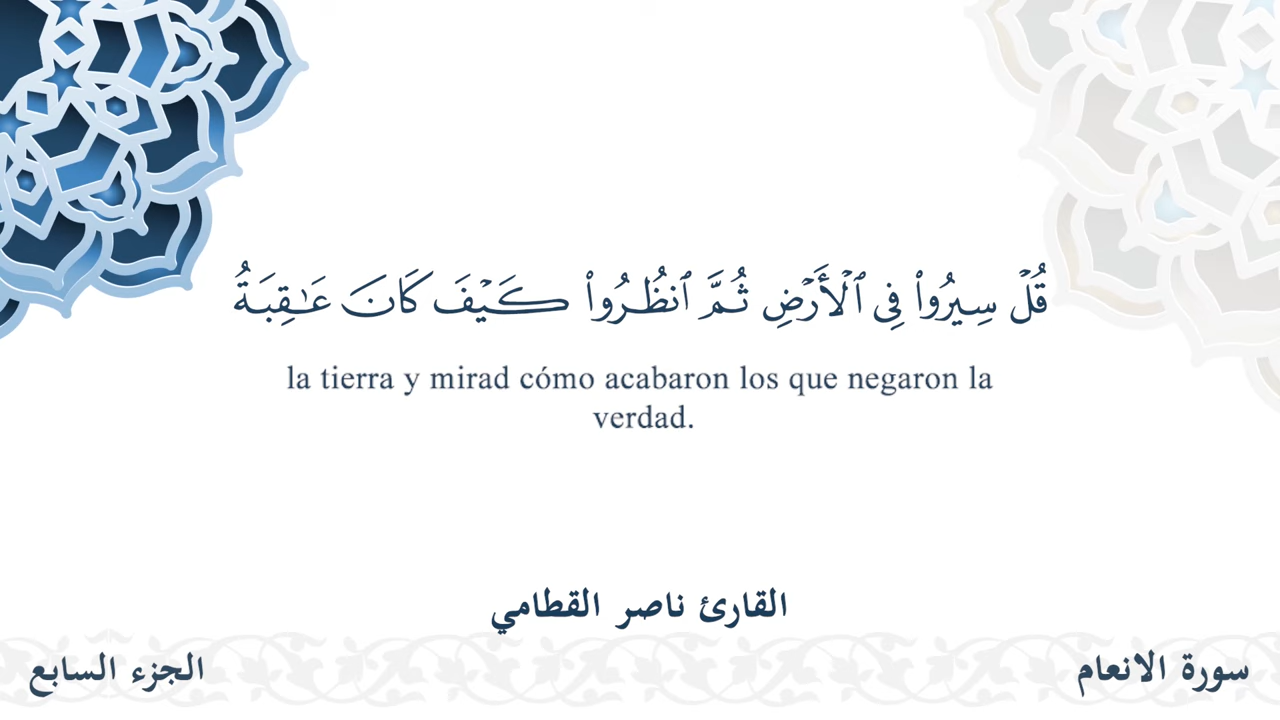 قُلۡ سِيرُواْ فِي ٱلۡأَرۡضِ ثُمَّ ٱنظُرُواْ كَيۡفَ كَانَ عَٰقِبَةُ
la tierra y mirad cómo acabaron los que negaron la
verdad.
القارئ ناصر القطامي
سورة الانعام
الجزء السابع